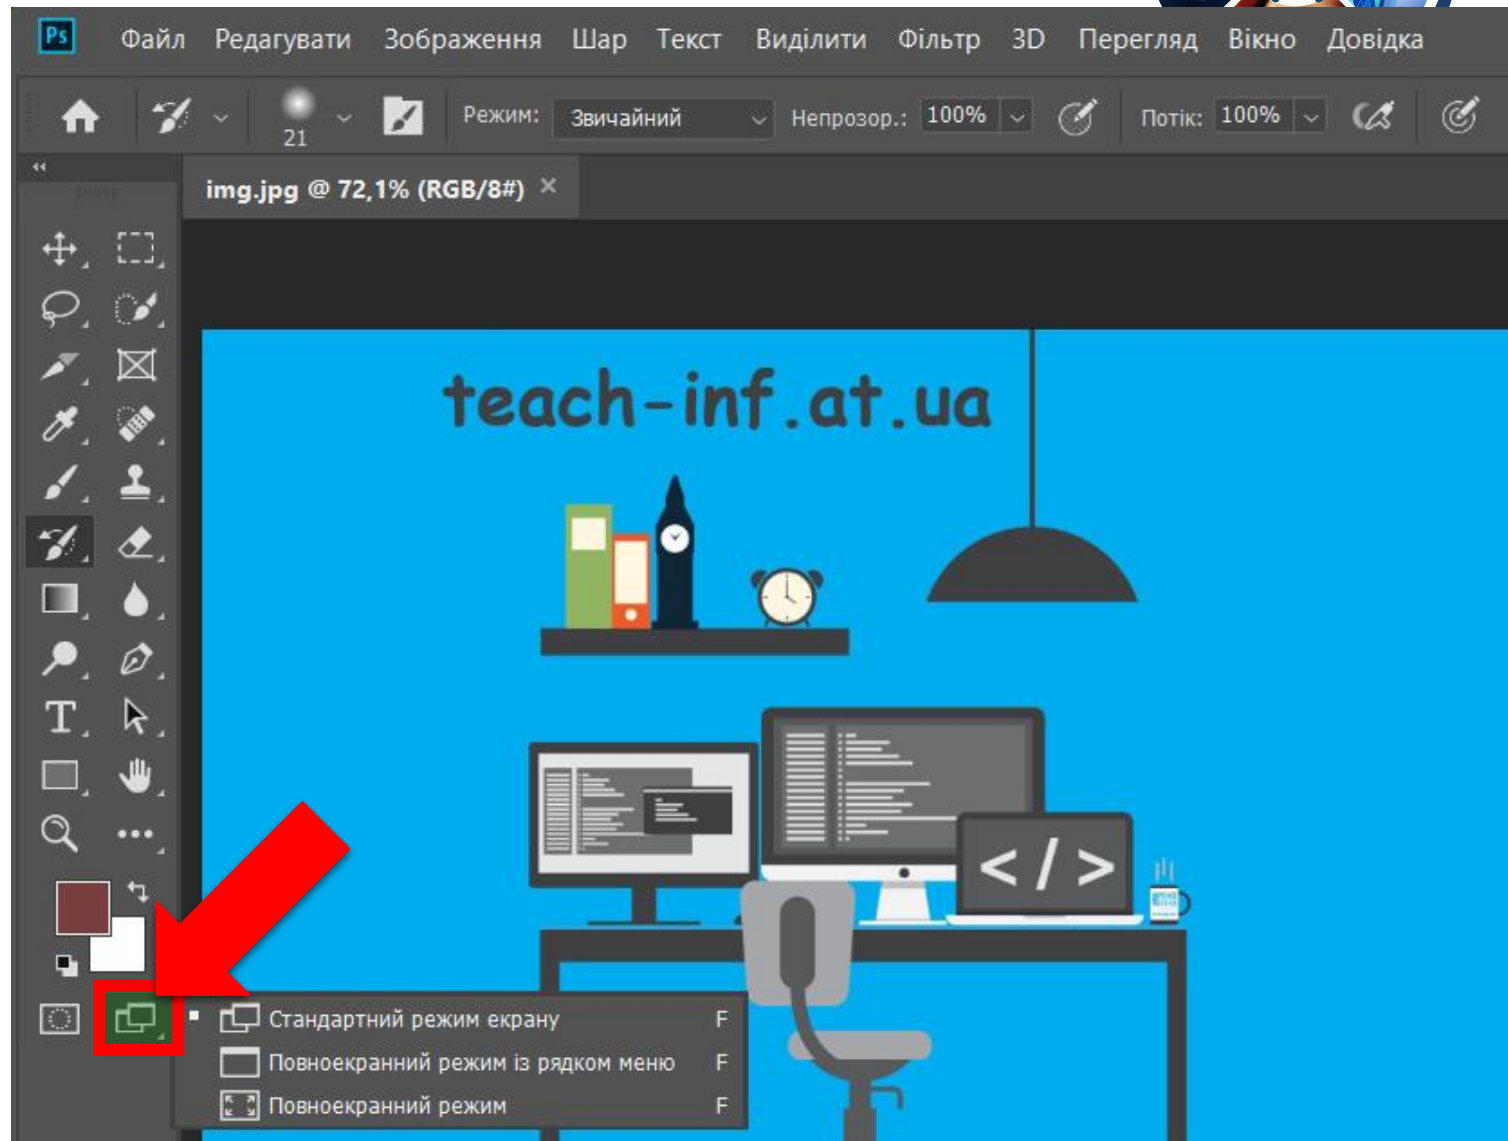 Ps Файл Редагувати Зображення Шар Текст Виділити Фільтр 3D Перегляд Вікно Довідка
21 Режим: Звичайний Непрозор.: 100% Потік: 100%
img.jpg @ 72,1% (RGB/8#) ×
teach-inf.at.ua
</>
T
Стандартний режим екрану F
Повноекранний режим із рядком меню F
Повноекранний режим F